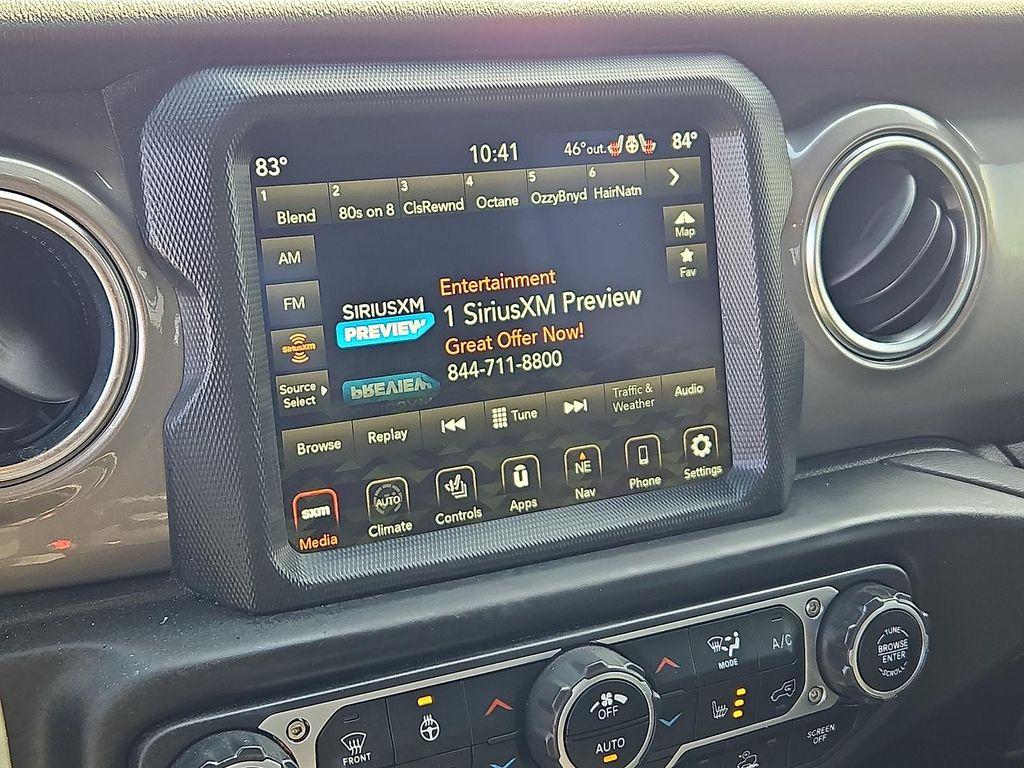 83° 10:41 46°out. 84°
1 Blend 2 80s on 8 3 ClsRewnd 4 Octane 5 OzzyBnyd 6 HairNatn
AM
FM
SiriusXM
Source
Select
Map
Fav
SIRIUSXM
PREVIEW
Entertainment
1 SiriusXM Preview
Great Offer Now!
844-711-8800
PREVIEW
Browse Replay Tune Traffic &
Weather Audio
sxm AUTO NE
Media Climate Controls Apps Nav Phone Settings
FRONT
OFF
AUTO
MODE
A/C
SCREEN
OFF
TUNE
BROWSE
ENTER
SCROLL